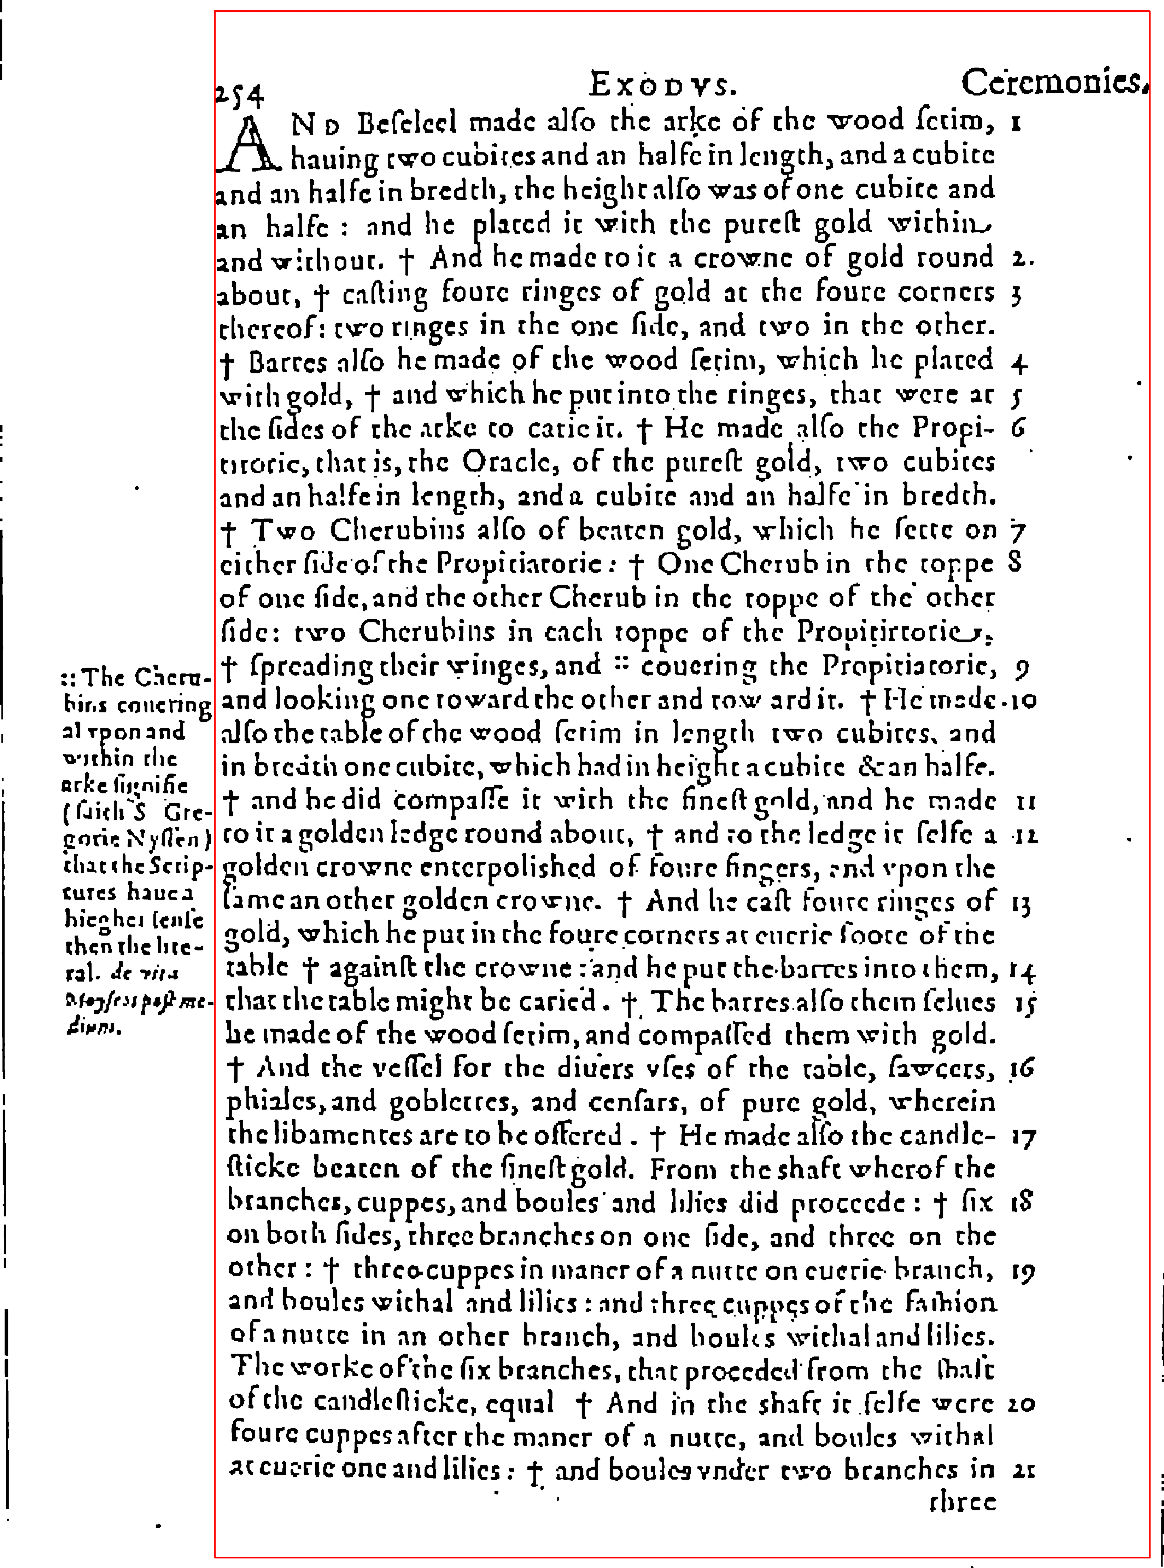 254 EXODVS. Ceremonies.
AND Beſeleel made alſo the arke of the wood ſetim, 1
hauing two cubites and an halfe in length, and a cubite
and an halfe in bredth, the height alſo was of one cubite and
an halfe : and he placed it with the pureſt gold within
and without. † And he made to it a crowne of gold round 2.
about, † caſting foure ringes of gold at the foure corners 3
thereof: two ringes in the one ſide, and two in the other.
† Barres alſo he made of the wood ſetim, which he placed 4
with gold, † and which he put into the ringes, that were at 5
the ſides of the arke to carie it. † He made alſo the Propi- 6
titorie, that is, the Oracle, of the pureſt gold, two cubites
and an halfe in length, and a cubite and an halfe in bredth.
† Two Cherubins alſo of beaten gold, which he ſette on 7
either ſide of the Propitiatorie : † One Cherub in the toppe 8
of one ſide, and the other Cherub in the toppe of the other
ſide: two Cherubins in each toppe of the Propitirtorie,
† ſpreading their winges, and :: couering the Propitiatorie, 9
and looking one toward the other and toward it. † He made 10
alſo the table of the wood ſetim in length two cubites, and
in bredth one cubite, which had in height a cubite & an halfe.
† and he did compaſſe it with the fineſt gold, and he made 11
to it a golden ledge round about, † and to the ledge it ſelfe a 12
golden crowne enterpolished of foure fingers, and vpon the
ſame an other golden crowne. † And he caſt foure ringes of 13
gold, which he put in the foure corners at euerie foote of the
table † againſt the crowne : and he put the barres into them, 14
that the table might be caried. † The barres alſo them ſelues 15
he made of the wood ſetim, and compaſſed them with gold.
† And the veſſel for the diuers vſes of the table, ſawcers, 16
phiales, and goblettes, and cenſars, of pure gold, wherein
the libamentes are to be offered. † He made alſo the candle- 17
ſticke beaten of the fineſt gold. From the shaft wherof the
branches, cuppes, and boules and lilies did proceede : † ſix 18
on both ſides, three branches on one ſide, and three on the
other : † three cuppes in maner of a nutte on euerie branch, 19
and boules withal and lilies : and three cuppes of the faſhion
of a nutte in an other branch, and boules withal and lilies.
The worke of the ſix branches, that proceded from the ſhaft
of the candleſticke, equal † And in the shaft it ſelfe were 20
foure cuppes after the maner of a nutte, and boules withal
at euerie one and lilies : † and boules vnder two branches in 21
three
:: The Cheru-
bins couering
al vpon and
within the
arke ſignifie
(ſaith S Gre-
gorie Nyſſen)
that the Scrip-
tures haue a
hiegher ſenſe
then the lite-
ral. de vita
Moyſess poſt me-
dium.